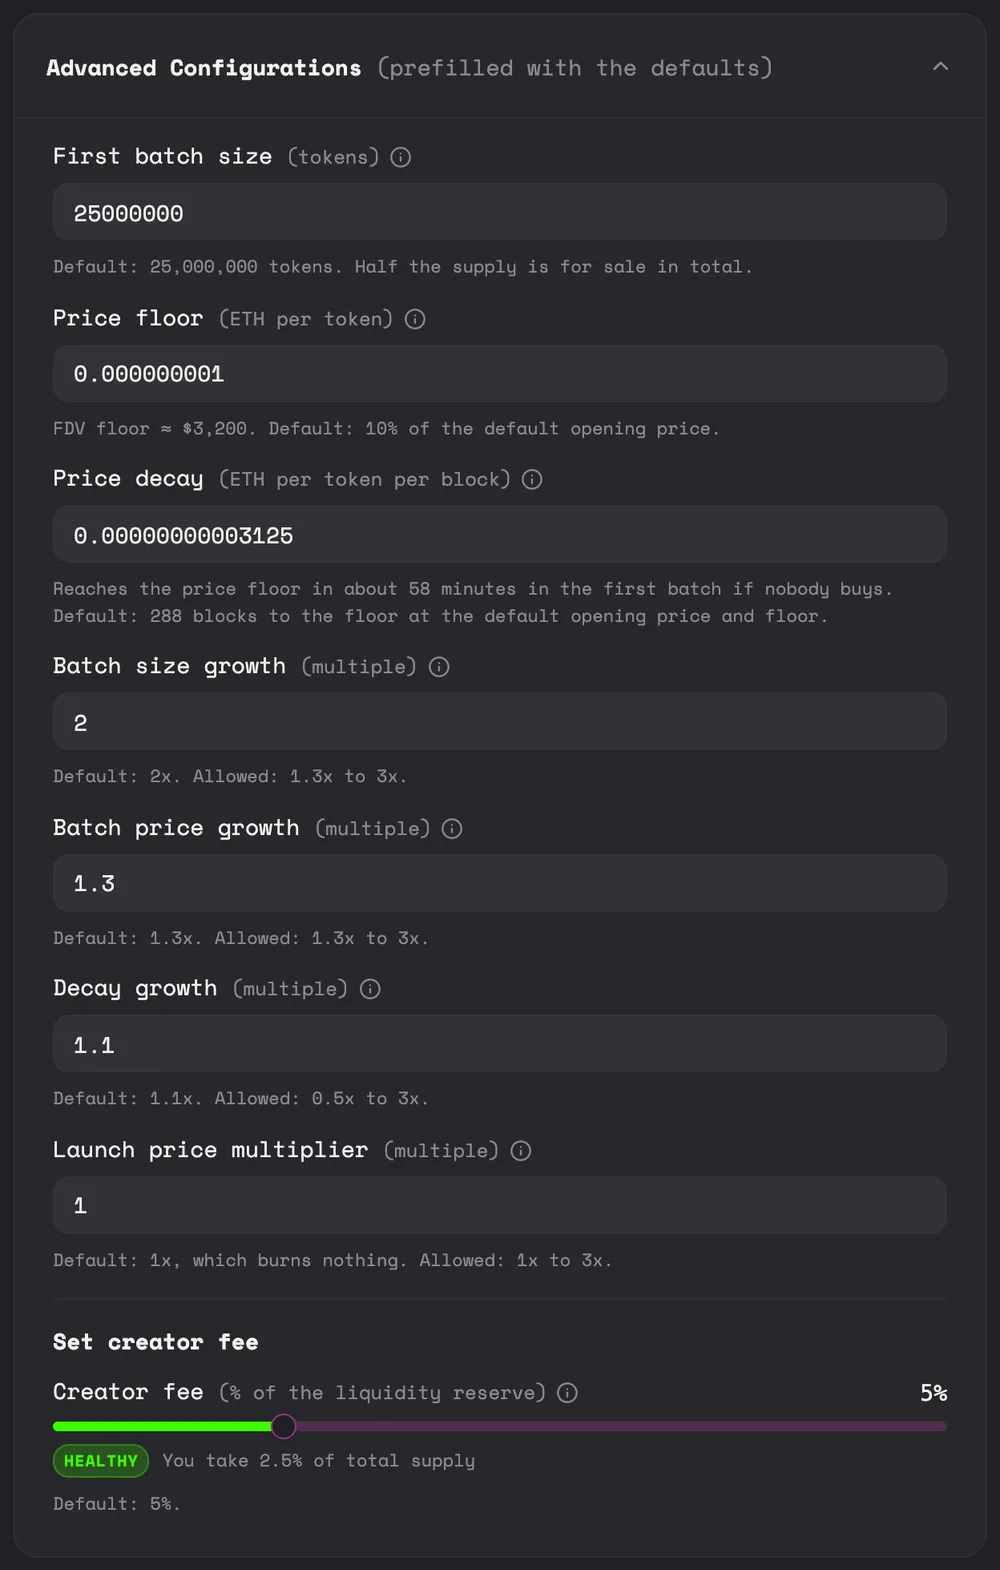 Advanced Configurations (prefilled with the defaults)
First batch size (tokens)
25000000
Default: 25,000,000 tokens. Half the supply is for sale in total.
Price floor (ETH per token)
0.000000001
FDV floor ≈ $3,200. Default: 10% of the default opening price.
Price decay (ETH per token per block)
0.00000000003125
Reaches the price floor in about 58 minutes in the first batch if nobody buys.
Default: 288 blocks to the floor at the default opening price and floor.
Batch size growth (multiple)
2
Default: 2x. Allowed: 1.3x to 3x.
Batch price growth (multiple)
1.3
Default: 1.3x. Allowed: 1.3x to 3x.
Decay growth (multiple)
1.1
Default: 1.1x. Allowed: 0.5x to 3x.
Launch price multiplier (multiple)
1
Default: 1x, which burns nothing. Allowed: 1x to 3x.
Set creator fee
Creator fee (% of the liquidity reserve) 5%
HEALTHY You take 2.5% of total supply
Default: 5%.